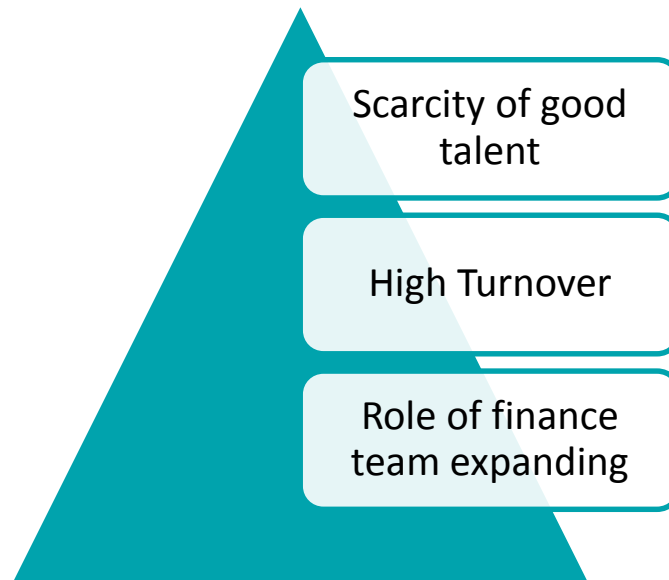 Scarcity of good
talent
High Turnover
Role of finance
team expanding